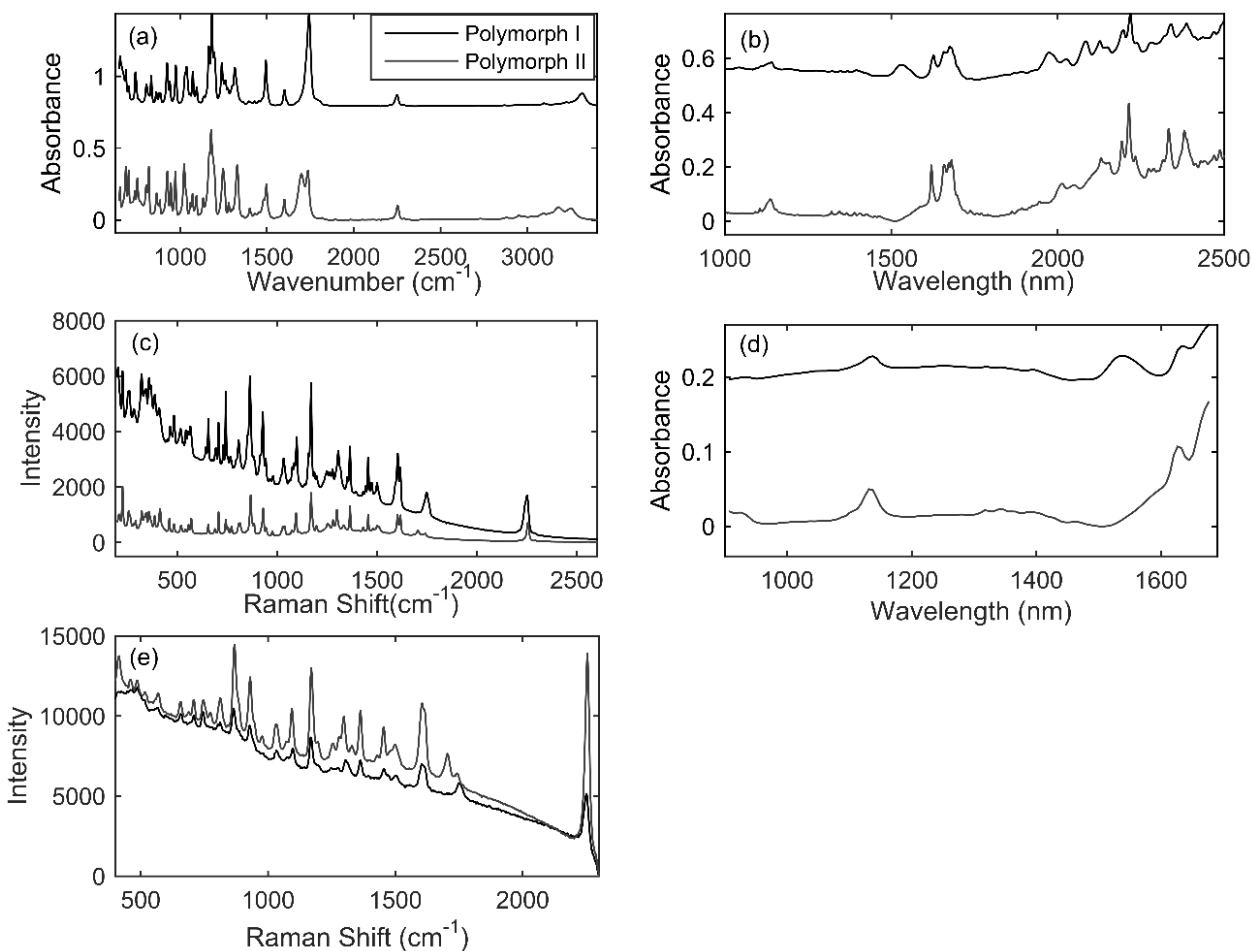 (a)
Polymorph I
Polymorph II
Absorbance
1
0.5
0
1000 1500 2000 2500 3000
Wavenumber (cm-1)
(b)
Absorbance
0.6
0.4
0.2
0
1000 1500 2000 2500
Wavelength (nm)
(c)
Intensity
8000
6000
4000
2000
0
500 1000 1500 2000 2500
Raman Shift(cm-1)
(d)
Absorbance
0.2
0.1
0
1000 1200 1400 1600
Wavelength (nm)
(e)
Intensity
15000
10000
5000
0
500 1000 1500 2000
Raman Shift (cm-1)